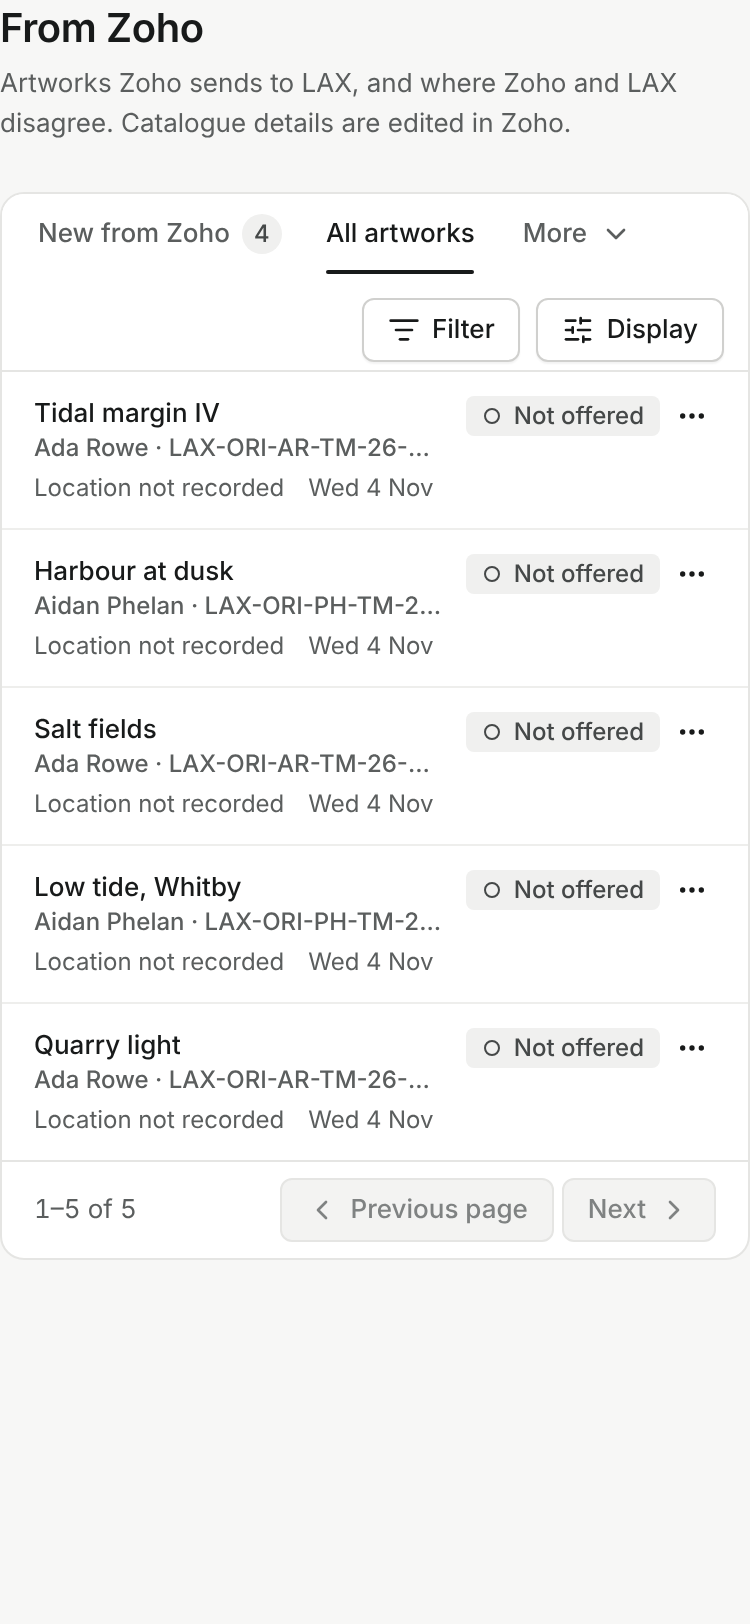 From Zoho
Artworks Zoho sends to LAX, and where Zoho and LAX
disagree. Catalogue details are edited in Zoho.
New from Zoho 4 All artworks More
Filter Display
Tidal margin IV Not offered
Ada Rowe · LAX-ORI-AR-TM-26-...
Location not recorded Wed 4 Nov
Harbour at dusk Not offered
Aidan Phelan · LAX-ORI-PH-TM-2...
Location not recorded Wed 4 Nov
Salt fields Not offered
Ada Rowe · LAX-ORI-AR-TM-26-...
Location not recorded Wed 4 Nov
Low tide, Whitby Not offered
Aidan Phelan · LAX-ORI-PH-TM-2...
Location not recorded Wed 4 Nov
Quarry light Not offered
Ada Rowe · LAX-ORI-AR-TM-26-...
Location not recorded Wed 4 Nov
1–5 of 5 Previous page Next